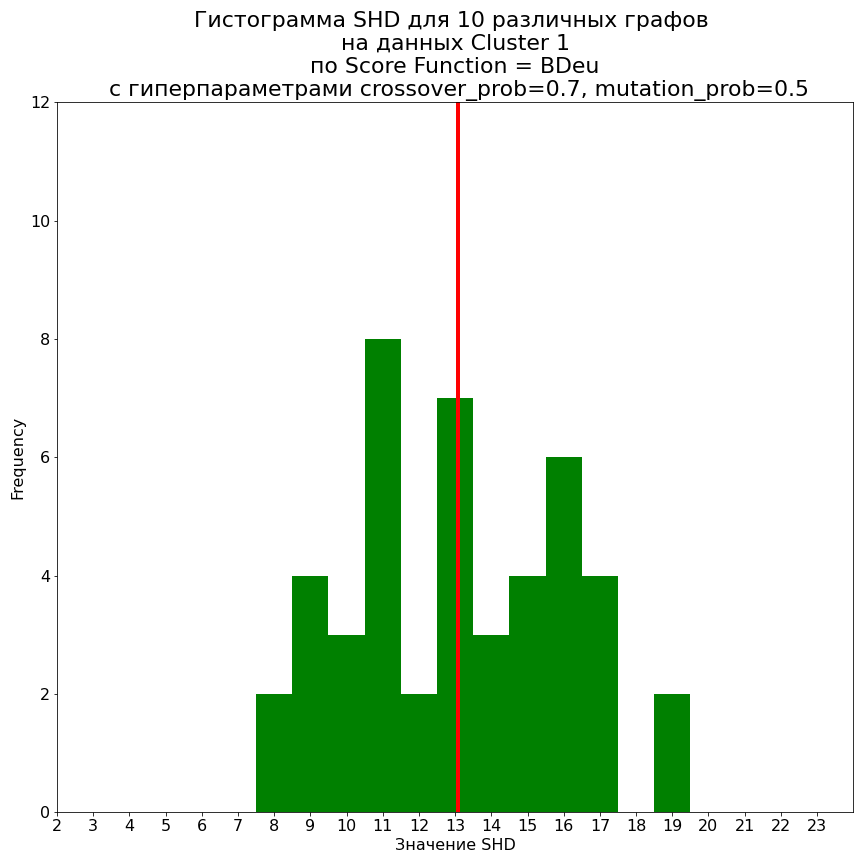 Гистограмма SHD для 10 различных графов
на данных Cluster 1
по Score Function = BDeu
с гиперпараметрами crossover_prob=0.7, mutation_prob=0.5
12
10
8
6
4
2
0
Frequency
2 3 4 5 6 7 8 9 10 11 12 13 14 15 16 17 18 19 20 21 22 23
Значение SHD